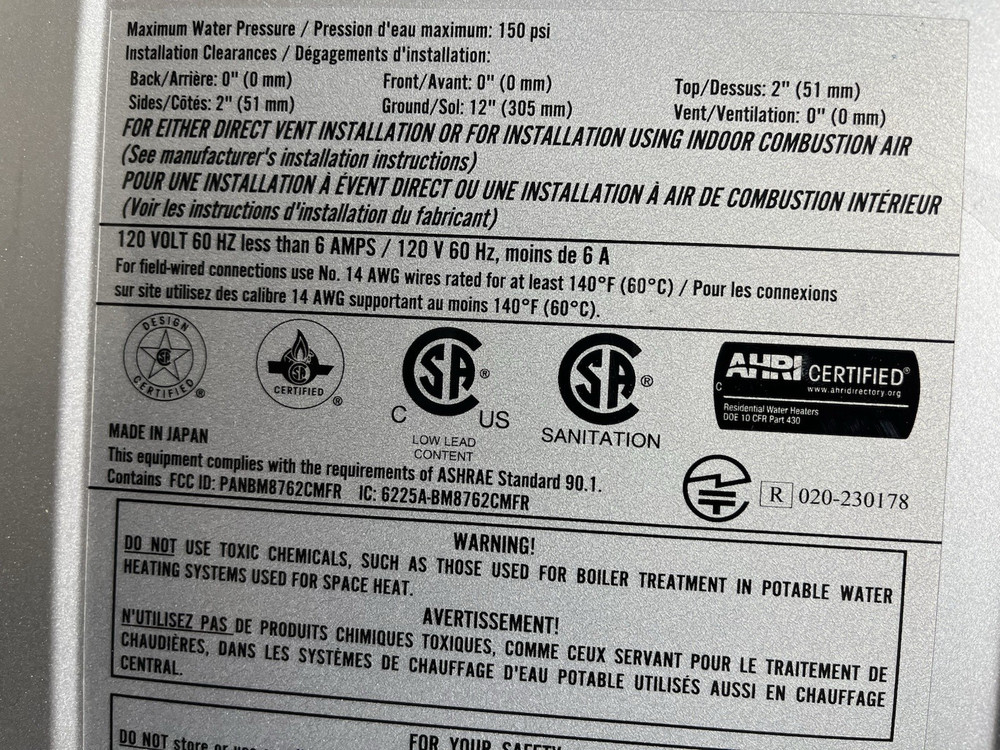 Maximum Water Pressure / Pression d'eau maximum: 150 psi
Installation Clearances / Dégagements d'installation:
Back/Arrière: 0" (0 mm) Front/Avant: 0" (0 mm) Top/Dessus: 2" (51 mm)
Sides/Côtés: 2" (51 mm) Ground/Sol: 12" (305 mm) Vent/Ventilation: 0" (0 mm)
FOR EITHER DIRECT VENT INSTALLATION OR FOR INSTALLATION USING INDOOR COMBUSTION AIR
(See manufacturer's installation instructions)
POUR UNE INSTALLATION À ÉVENT DIRECT OU UNE INSTALLATION À AIR DE COMBUSTION INTÉRIEUR
(Voir les instructions d'installation du fabricant)
120 VOLT 60 HZ less than 6 AMPS / 120 V 60 Hz, moins de 6 A
For field-wired connections use No. 14 AWG wires rated for at least 140°F (60°C) / Pour les connexions
sur site utilisez des calibre 14 AWG supportant au moins 140°F (60°C).
DESIGN SA CERTIFIED ®
SA CERTIFIED ®
SA ® C US
LOW LEAD
CONTENT
SA ®
SANITATION
AHRI CERTIFIED®
C www.ahridirectory.org
Residential Water Heaters
DOE 10 CFR Part 430
MADE IN JAPAN
This equipment complies with the requirements of ASHRAE Standard 90.1.
Contains FCC ID: PANBM8762CMFR IC: 6225A-BM8762CMFR
R 020-230178
WARNING!
DO NOT USE TOXIC CHEMICALS, SUCH AS THOSE USED FOR BOILER TREATMENT IN POTABLE WATER
HEATING SYSTEMS USED FOR SPACE HEAT.
AVERTISSEMENT!
N'UTILISEZ PAS DE PRODUITS CHIMIQUES TOXIQUES, COMME CEUX SERVANT POUR LE TRAITEMENT DE
CHAUDIÈRES, DANS LES SYSTÈMES DE CHAUFFAGE D'EAU POTABLE UTILISÉS AUSSI EN CHAUFFAGE
CENTRAL.
FOR YOUR SAFETY
DO NOT store or